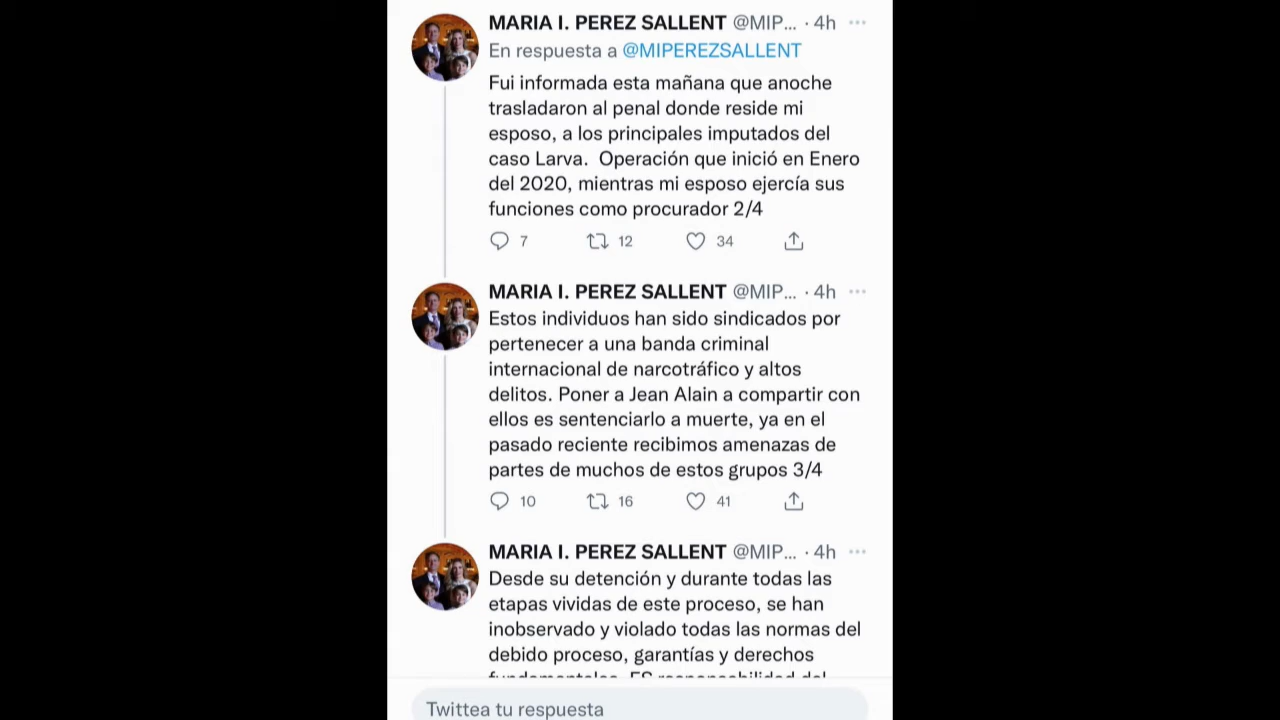 MARIA I. PEREZ SALLENT @MIP... · 4h
En respuesta a @MIPEREZSALLENT
Fui informada esta mañana que anoche
trasladaron al penal donde reside mi
esposo, a los principales imputados del
caso Larva.  Operación que inició en Enero
del 2020, mientras mi esposo ejercía sus
funciones como procurador 2/4
7 12 34
MARIA I. PEREZ SALLENT @MIP... · 4h
Estos individuos han sido sindicados por
pertenecer a una banda criminal
internacional de narcotráfico y altos
delitos. Poner a Jean Alain a compartir con
ellos es sentenciarlo a muerte, ya en el
pasado reciente recibimos amenazas de
partes de muchos de estos grupos 3/4
10 16 41
MARIA I. PEREZ SALLENT @MIP... · 4h
Desde su detención y durante todas las
etapas vividas de este proceso, se han
inobservado y violado todas las normas del
debido proceso, garantías y derechos
fundamentales. ES responsabilidad del
Twittea tu respuesta